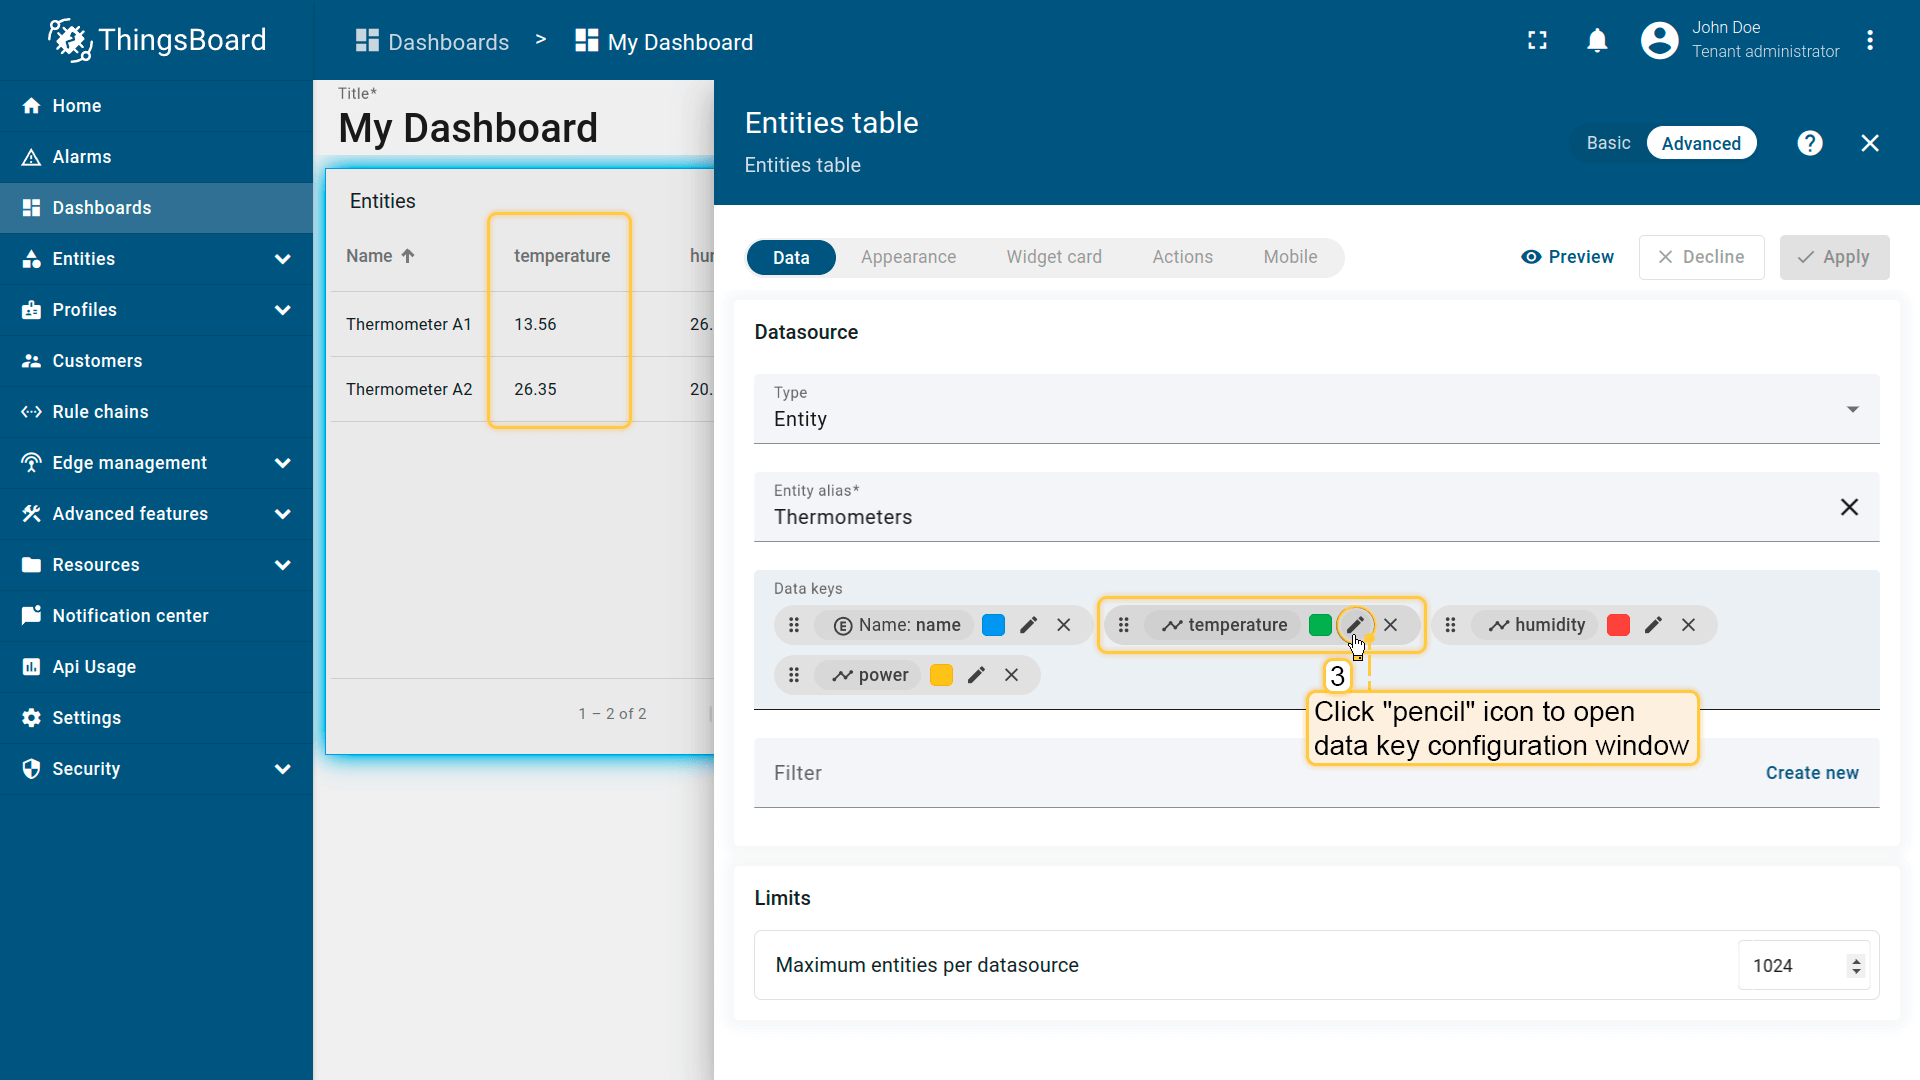 ThingsBoard
Dashboards > My Dashboard
John Doe
Tenant administrator
Home
Alarms
Dashboards
Entities
Profiles
Customers
Rule chains
Edge management
Advanced features
Resources
Notification center
Api Usage
Settings
Security
Title*
My Dashboard
Entities
Name temperature hur
Thermometer A1 13.56 26.
Thermometer A2 26.35 20.
1 – 2 of 2
Entities table
Entities table
Basic Advanced
Data Appearance Widget card Actions Mobile
Preview Decline Apply
Datasource
Type
Entity
Entity alias*
Thermometers
Data keys
E Name: name temperature humidity
power
3
Click "pencil" icon to open
data key configuration window
Filter Create new
Limits
Maximum entities per datasource 1024